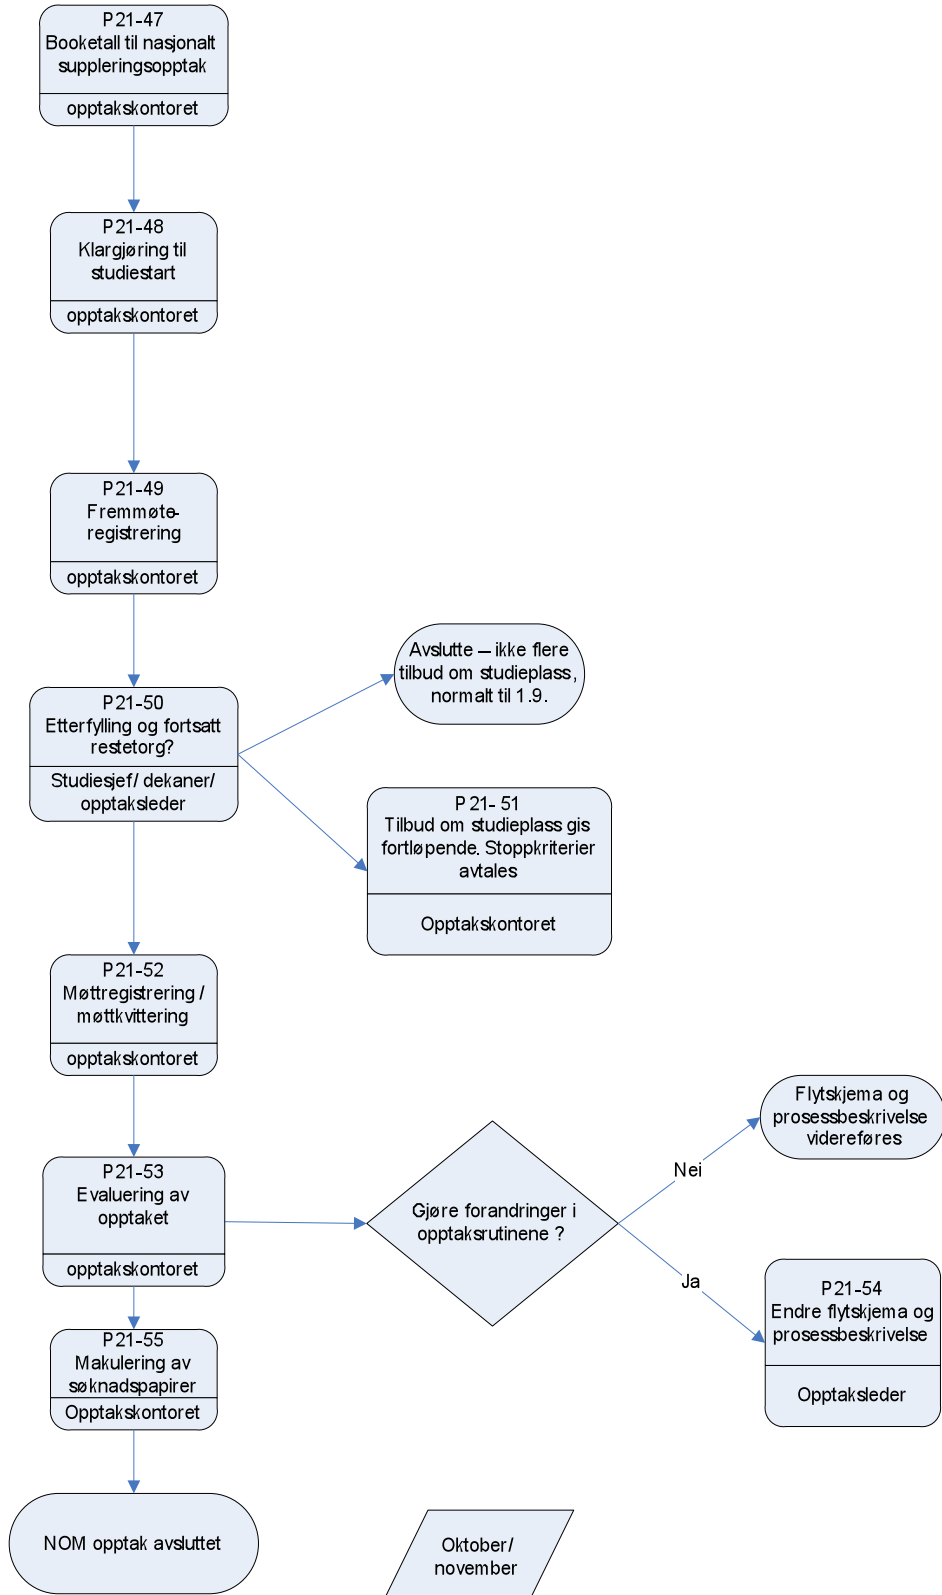 P21-47
Booketall til nasjonalt
suppleringsopptak
opptakskontoret
P21-48
Klargjøring til
studiestart
opptakskontoret
P21-49
Fremmøte-
registrering
opptakskontoret
P21-50
Etterfylling og fortsatt
restetorg?
Studiesjef/ dekaner/
opptaksleder
Avslutte – ikke flere
tilbud om studieplass,
normalt til 1.9.
P21- 51
Tilbud om studieplass gis
fortløpende. Stoppkriterier
avtales
Opptakskontoret
P21-52
Møttregistrering /
møttkvittering
opptakskontoret
P21-53
Evaluering av
opptaket
opptakskontoret
Gjøre forandringer i
opptaksrutinene ?
Nei
Flytskjema og
prosessbeskrivelse
videreføres
Ja
P21-54
Endre flytskjema og
prosessbeskrivelse
Opptaksleder
P21-55
Makulering av
søknadspapirer
Opptakskontoret
NOM opptak avsluttet
Oktober/
november